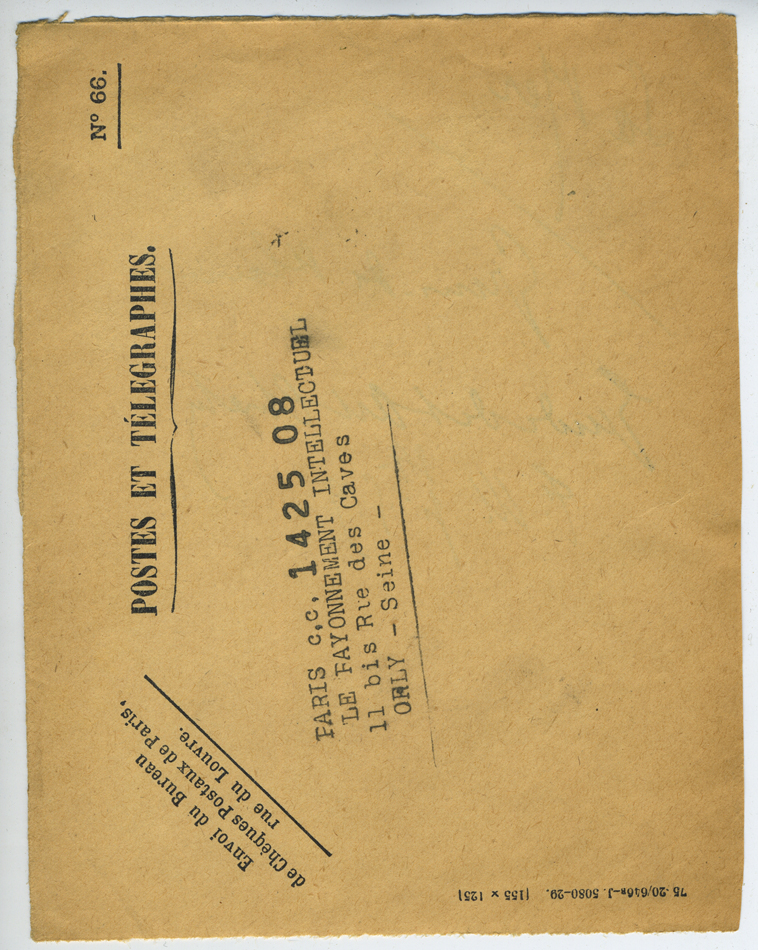 N° 66.
POSTES ET TÉLÉGRAPHES.
Envoi du Bureau
de Chèques Postaux de Paris,
rue du Louvre.
PARIS c.c. 1425 08
LE RAYONNEMENT INTELLECTUEL
11 bis Rue des Caves
ORLY - Seine -
75.20/646B-J. 5080-29. [155 x 125]